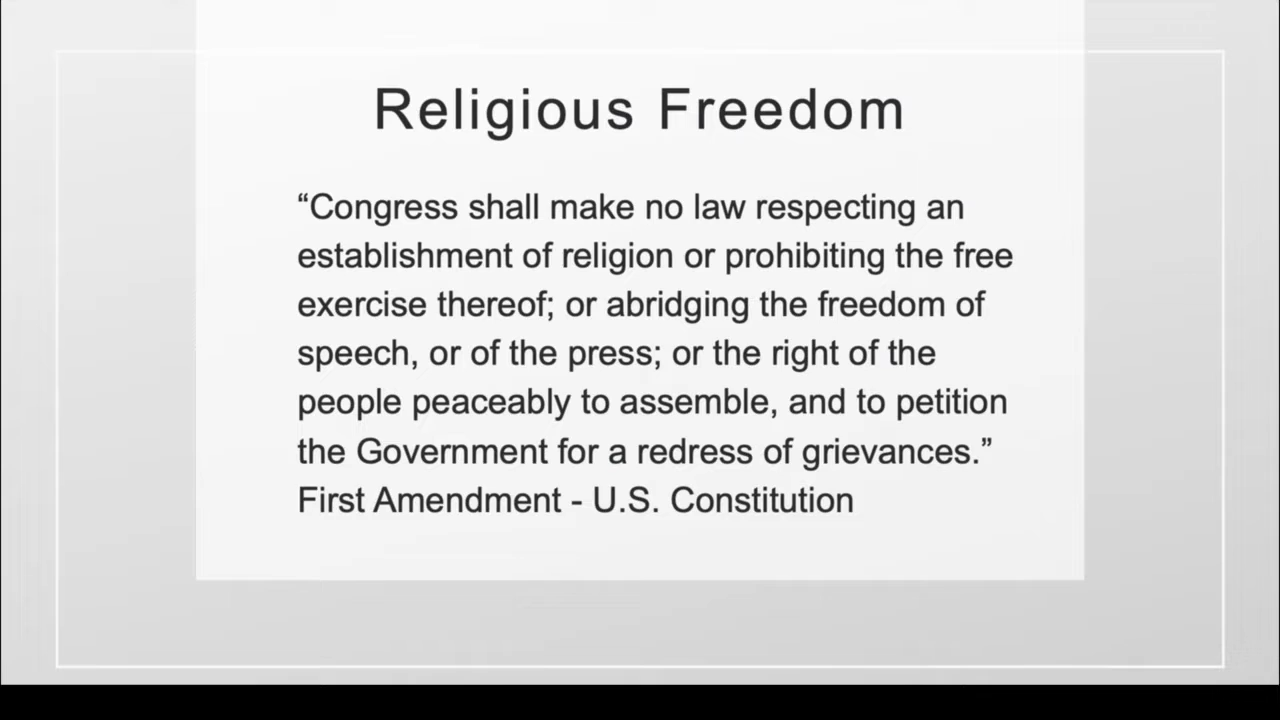 Religious Freedom
“Congress shall make no law respecting an
establishment of religion or prohibiting the free
exercise thereof; or abridging the freedom of
speech, or of the press; or the right of the
people peaceably to assemble, and to petition
the Government for a redress of grievances.”
First Amendment - U.S. Constitution